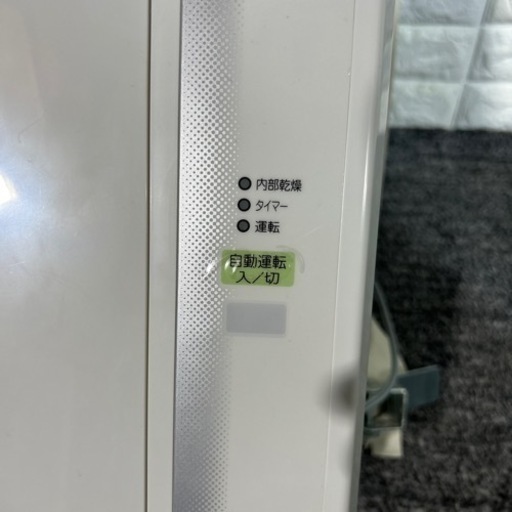 内部乾燥
タイマー
運転
自動運転
入／切